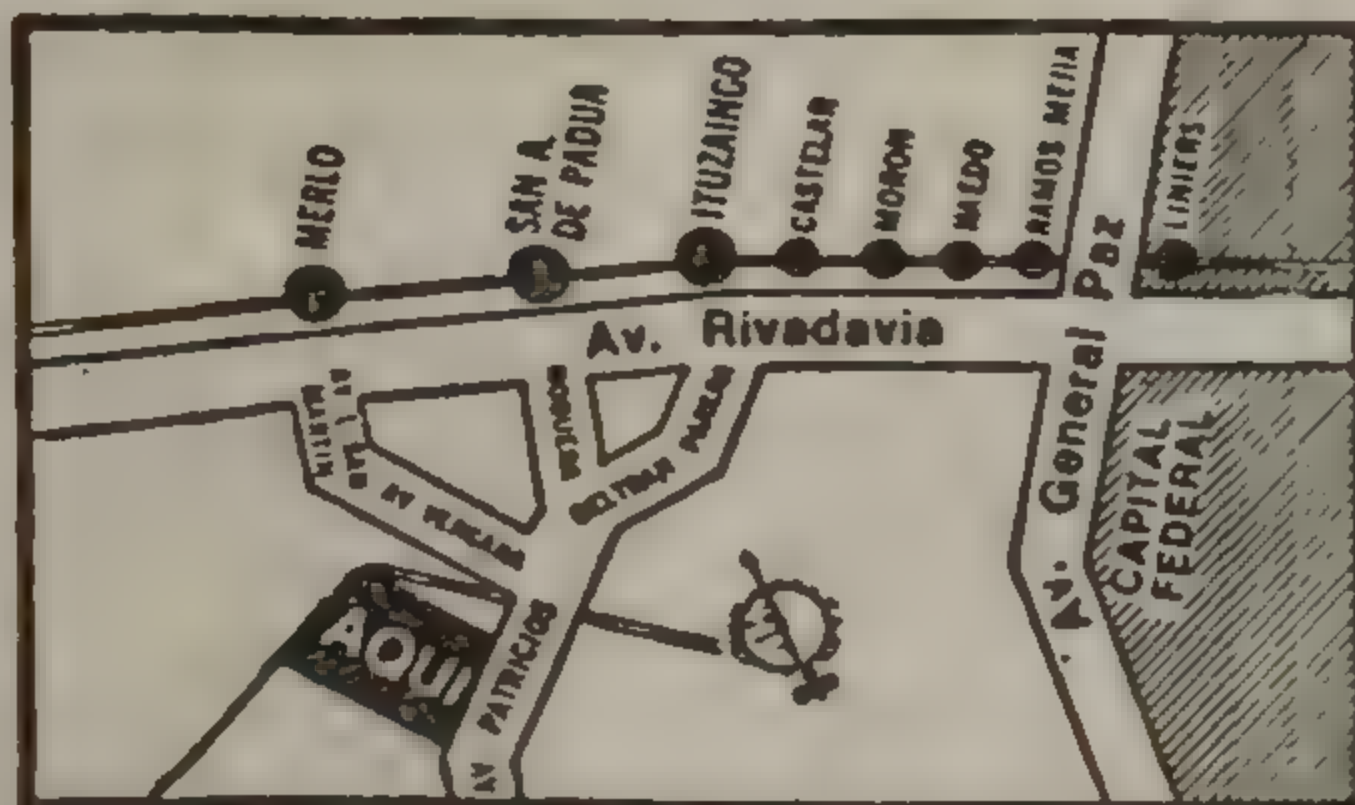 MERLO
SAN A.
DE PADUA
ITUZAINGO
CASTELAR
MORON
HAEDO
RAMOS MEJIA
LINIERS
Av. Rivadavia
Av. General Paz
CAPITAL
FEDERAL
MARTIN
AQUI
AV PATRICIOS